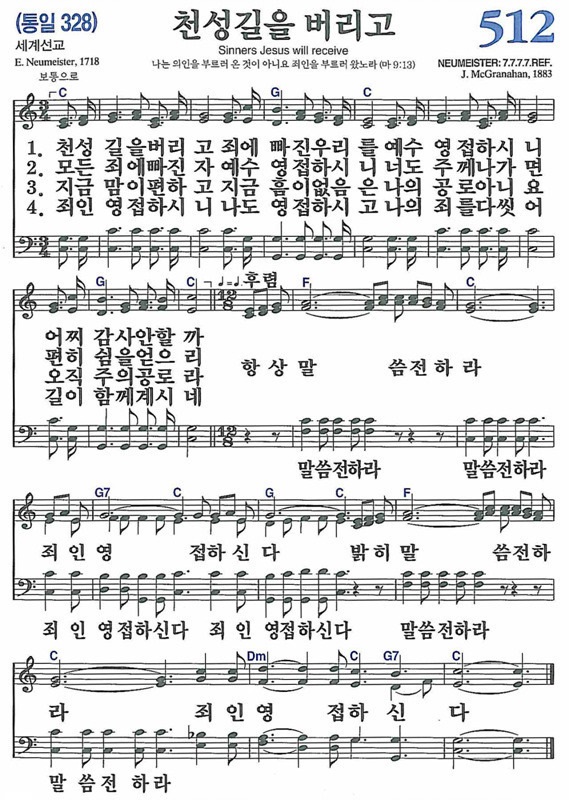 (통일 328)
천성길을 버리고
512
세계선교
Sinners Jesus will receive
E. Neumeister, 1718
나는 의인을 부르러 온 것이 아니요 죄인을 부르러 왔노라 (마 9:13)
NEUMEISTER: 7.7.7.7.REF.
보통으로
J. McGranahan, 1883
C G C
1. 천성 길을버리 고 죄에 빠진우리 를 예수 영접하시 니
2. 모든 죄에빠진 자 예수 영접하시 니 너도 주께나가 면
3. 지금 맘이편하 고 지금 흠이없음 은 나의 공로아니 요
4. 죄인 영접하시 니 나도 영접하시 고 나의 죄를다씻 어
G C 후렴 F
어찌 감사안할 까
편히 쉼을얻으 리
오직 주의공로 라
길이 함께계시 네
항 상 말 씀 전 하 라
말씀전하라 말씀전하라
G7 C G C F
죄 인 영 접하 신 다 밝 히 말 씀 전하
죄 인 영접하신다 죄 인 영접하신다 말씀전하라
C Dm C G7 C
라 죄 인 영 접하 신 다
말 씀전 하라